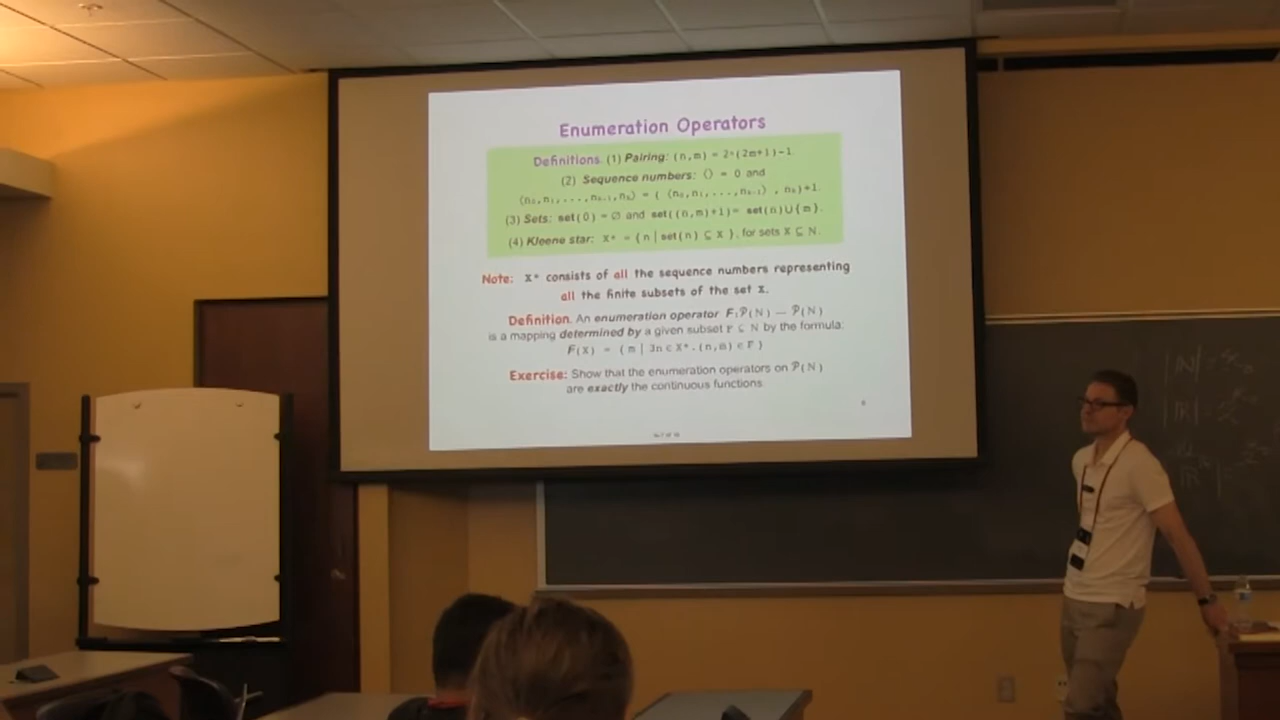 Enumeration Operators
Definitions. (1) Pairing: (n,m) = 2ⁿ(2m+1)-1.
(2) Sequence numbers: ⟨⟩ = 0 and
⟨n₀,n₁,...,nₖ₋₁,nₖ⟩ = (⟨n₀,n₁,...,nₖ₋₁⟩, nₖ)+1.
(3) Sets: set(0) = ∅ and set((n,m)+1)= set(n)∪{m}.
(4) Kleene star: X* = {n | set(n) ⊆ X}, for sets X ⊆ N.
Note: X* consists of all the sequence numbers representing
all the finite subsets of the set X.
Definition. An enumeration operator F:𝒫(N) → 𝒫(N)
is a mapping determined by a given subset F ⊆ N by the formula:
F(X) = {m | ∃n∈X*.(n,m)∈F}
Exercise: Show that the enumeration operators on 𝒫(N)
are exactly the continuous functions.
|N|
|R|